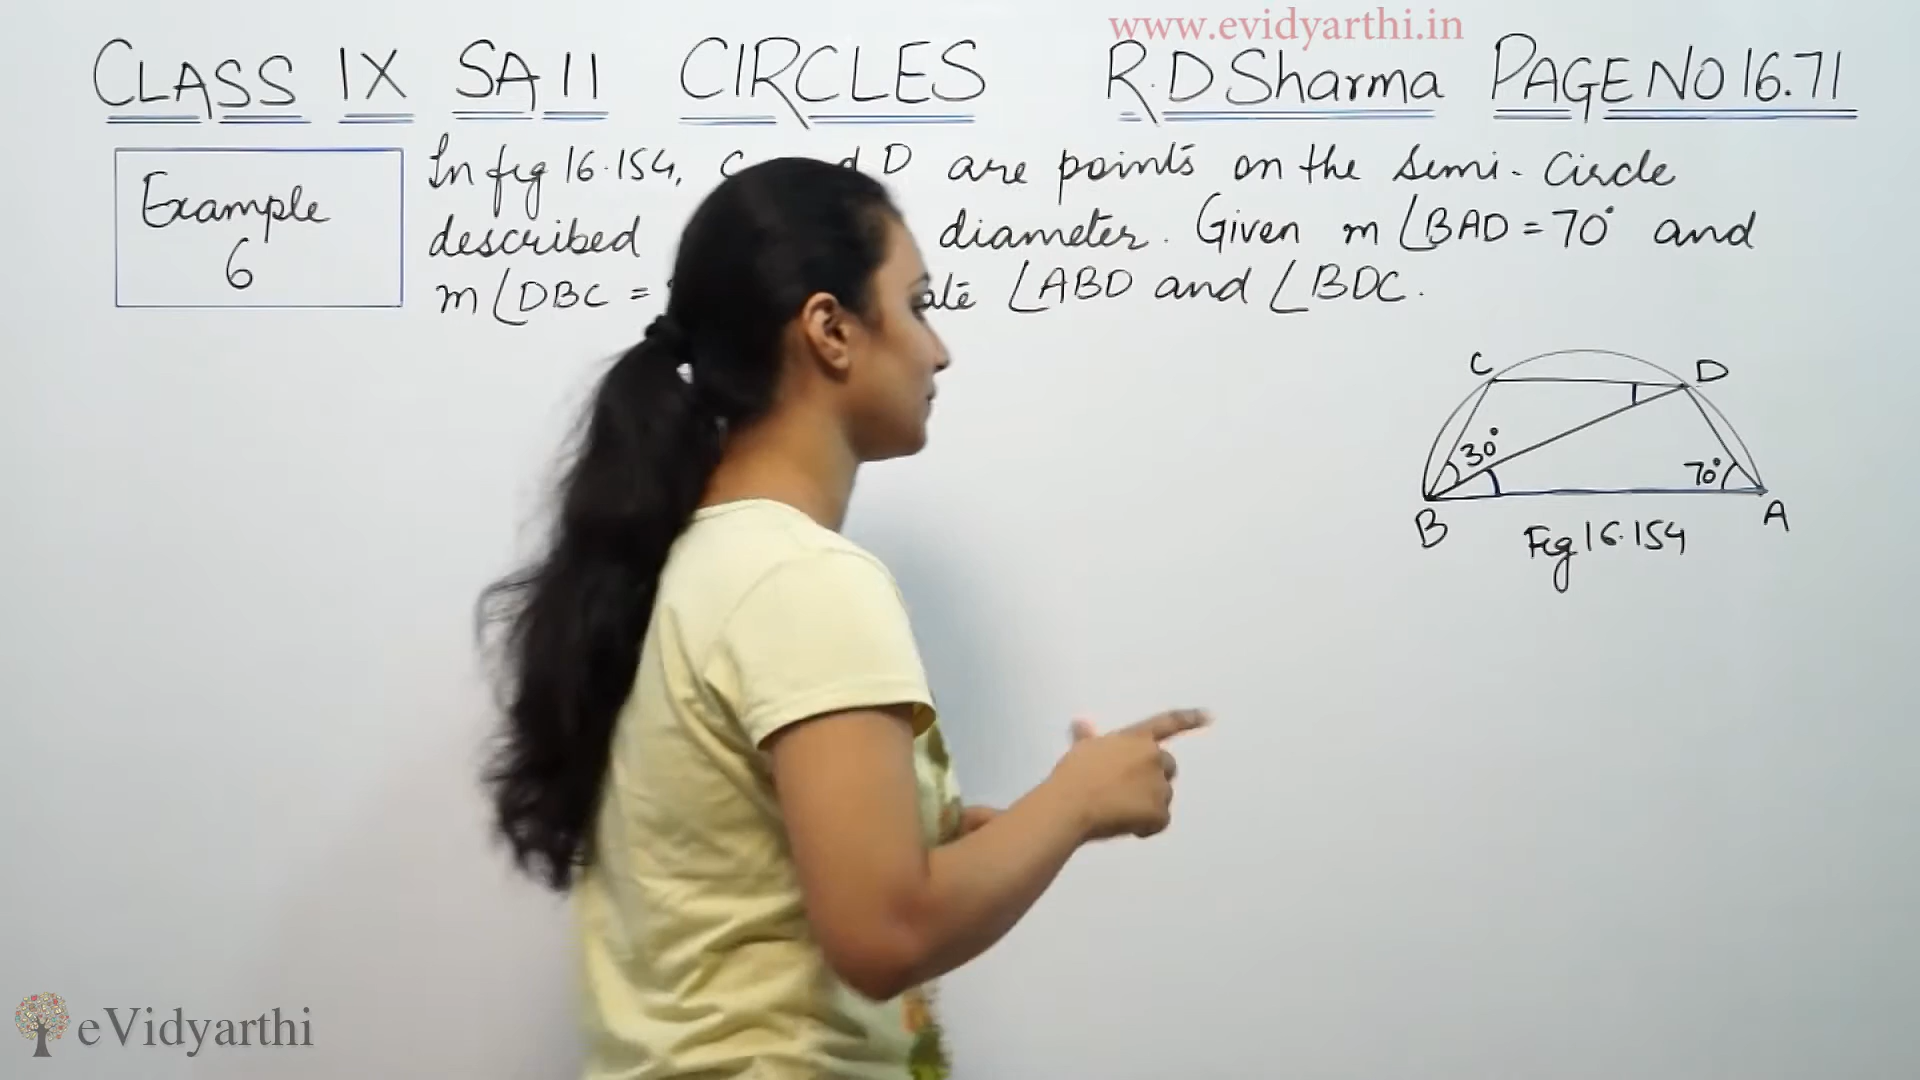 www.evidyarthi.in
CLASS IX SA II CIRCLES R.D Sharma PAGE NO 16.71
Example
6
In fig 16.154, C D are points on the semi-circle
described diameter. Given m∠BAD = 70° and
m∠DBC = ∠ABD and ∠BDC.
C
D
30°
70°
B
A
Fig 16.154
eVidyarthi